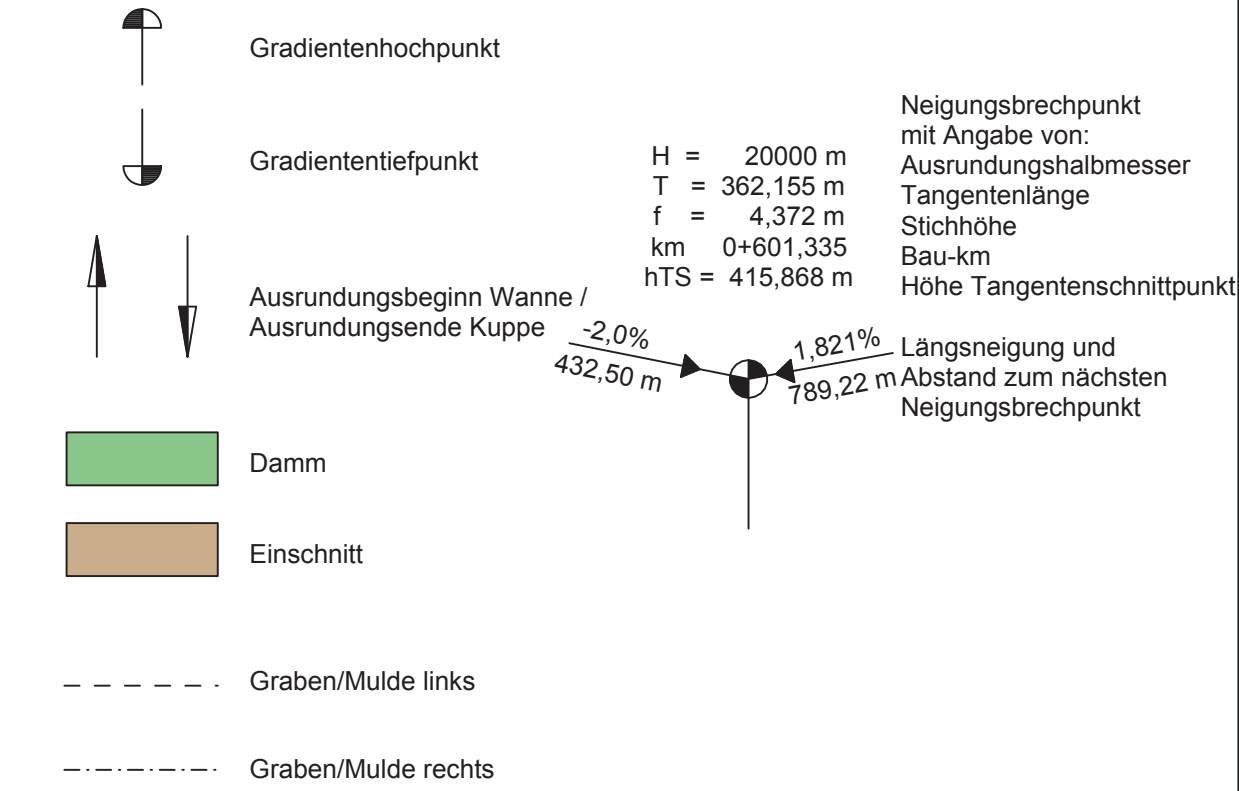 Gradientenhochpunkt
Gradiententiefpunkt
Ausrundungsbeginn Wanne /
Ausrundungsende Kuppe
Damm
Einschnitt
Graben/Mulde links
Graben/Mulde rechts
H = 20000 m
T = 362,155 m
f = 4,372 m
km 0+601,335
hTS = 415,868 m
-2,0%
432,50 m
1,821%
789,22 m
Neigungsbrechpunkt
mit Angabe von:
Ausrundungshalbmesser
Tangentenlänge
Stichhöhe
Bau-km
Höhe Tangentenschnittpunkt
Längsneigung und
Abstand zum nächsten
Neigungsbrechpunkt